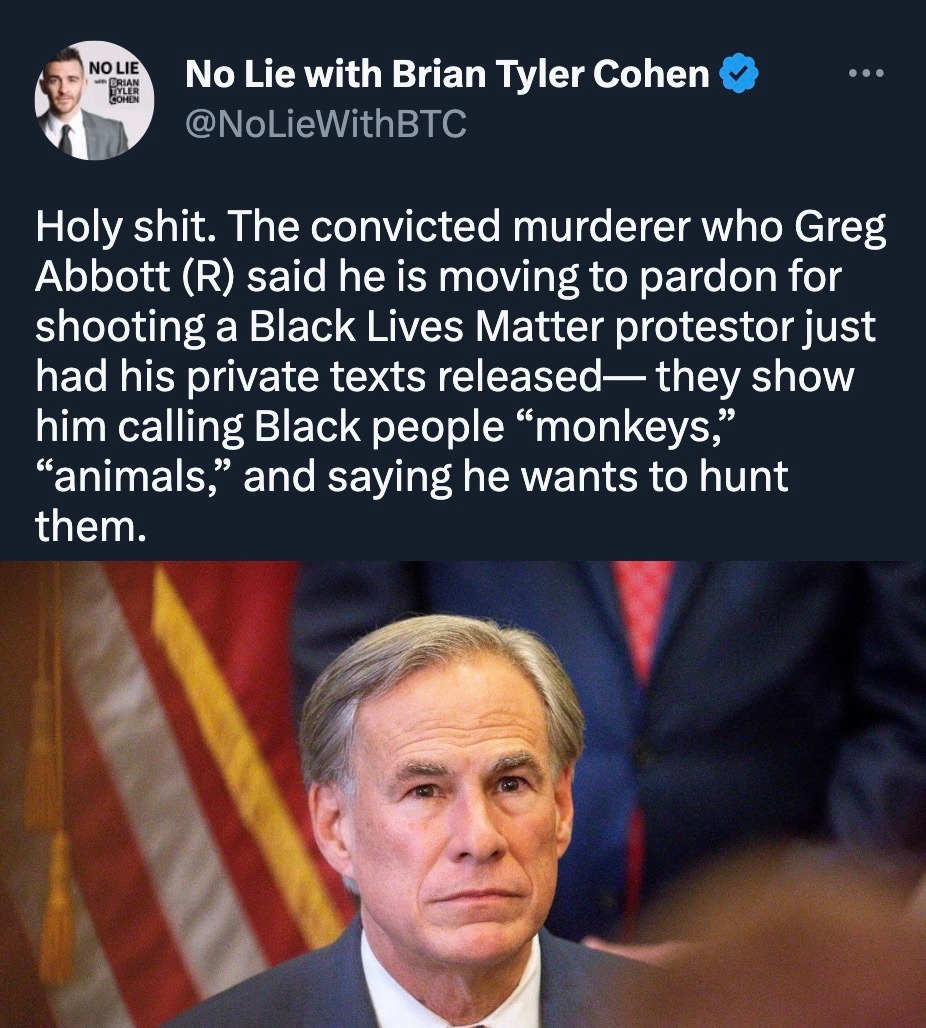 NO LIE
with BRIAN
TYLER
COHEN
No Lie with Brian Tyler Cohen
@NoLieWithBTC
Holy shit. The convicted murderer who Greg
Abbott (R) said he is moving to pardon for
shooting a Black Lives Matter protestor just
had his private texts released— they show
him calling Black people “monkeys,”
“animals,” and saying he wants to hunt
them.